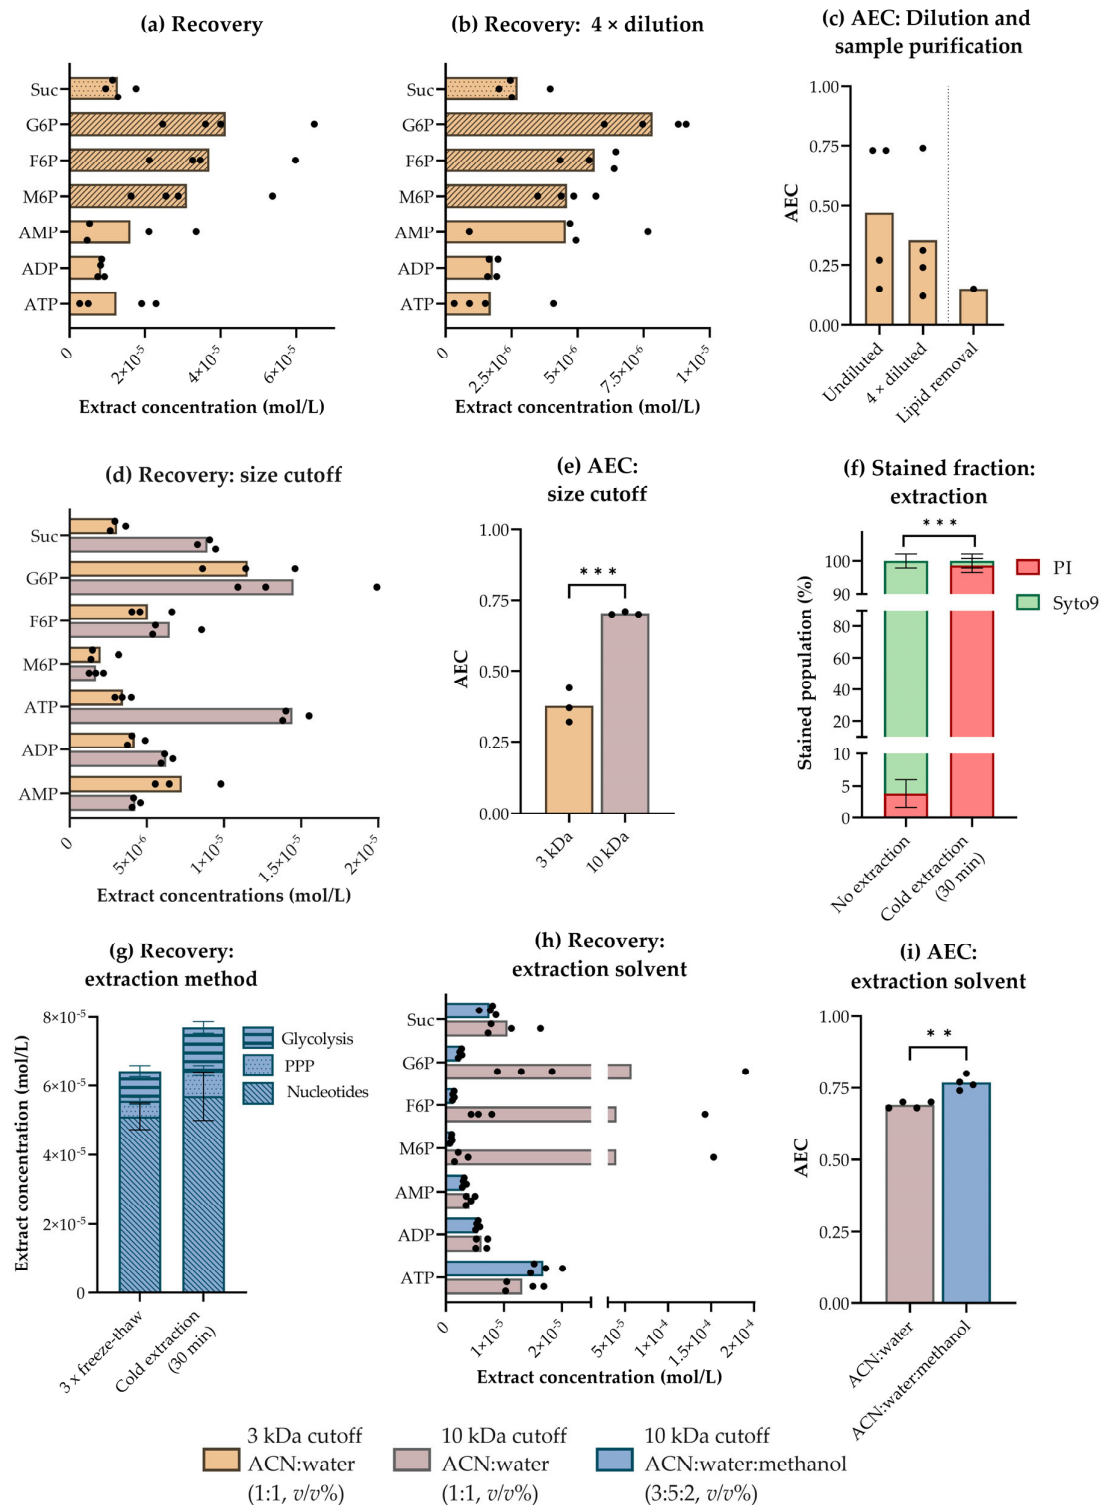 (a) Recovery
Suc
G6P
F6P
M6P
AMP
ADP
ATP
0
2×10⁻⁵
4×10⁻⁵
6×10⁻⁵
Extract concentration (mol/L)
(b) Recovery: 4 × dilution
Suc
G6P
F6P
M6P
AMP
ADP
ATP
0
2.5×10⁻⁶
5×10⁻⁶
7.5×10⁻⁶
1×10⁻⁵
Extract concentration (mol/L)
(c) AEC: Dilution and
sample purification
AEC
1.00
0.75
0.50
0.25
0.00
Undiluted
4 × diluted
Lipid removal
(d) Recovery: size cutoff
Suc
G6P
F6P
M6P
ATP
ADP
AMP
0
5×10⁻⁶
1×10⁻⁵
1.5×10⁻⁵
2×10⁻⁵
Extract concentrations (mol/L)
(e) AEC:
size cutoff
AEC
1.00
0.75
0.50
0.25
0.00
***
3 kDa
10 kDa
(f) Stained fraction:
extraction
Stained population (%)
100
90
80
60
40
20
10
5
0
***
PI
Syto9
No extraction
Cold extraction
(30 min)
(g) Recovery:
extraction method
Extract concentration (mol/L)
8×10⁻⁵
6×10⁻⁵
4×10⁻⁵
2×10⁻⁵
0
Glycolysis
PPP
Nucleotides
3 x freeze-thaw
Cold extraction
(30 min)
(h) Recovery:
extraction solvent
Suc
G6P
F6P
M6P
AMP
ADP
ATP
0
1×10⁻⁵
2×10⁻⁵
5×10⁻⁵
1×10⁻⁴
1.5×10⁻⁴
2×10⁻⁴
Extract concentration (mol/L)
(i) AEC:
extraction solvent
AEC
1.00
0.75
0.50
0.25
0.00
**
ACN:water
ACN:water:methanol
3 kDa cutoff
ACN:water
(1:1, v/v%)
10 kDa cutoff
ACN:water
(1:1, v/v%)
10 kDa cutoff
ACN:water:methanol
(3:5:2, v/v%)